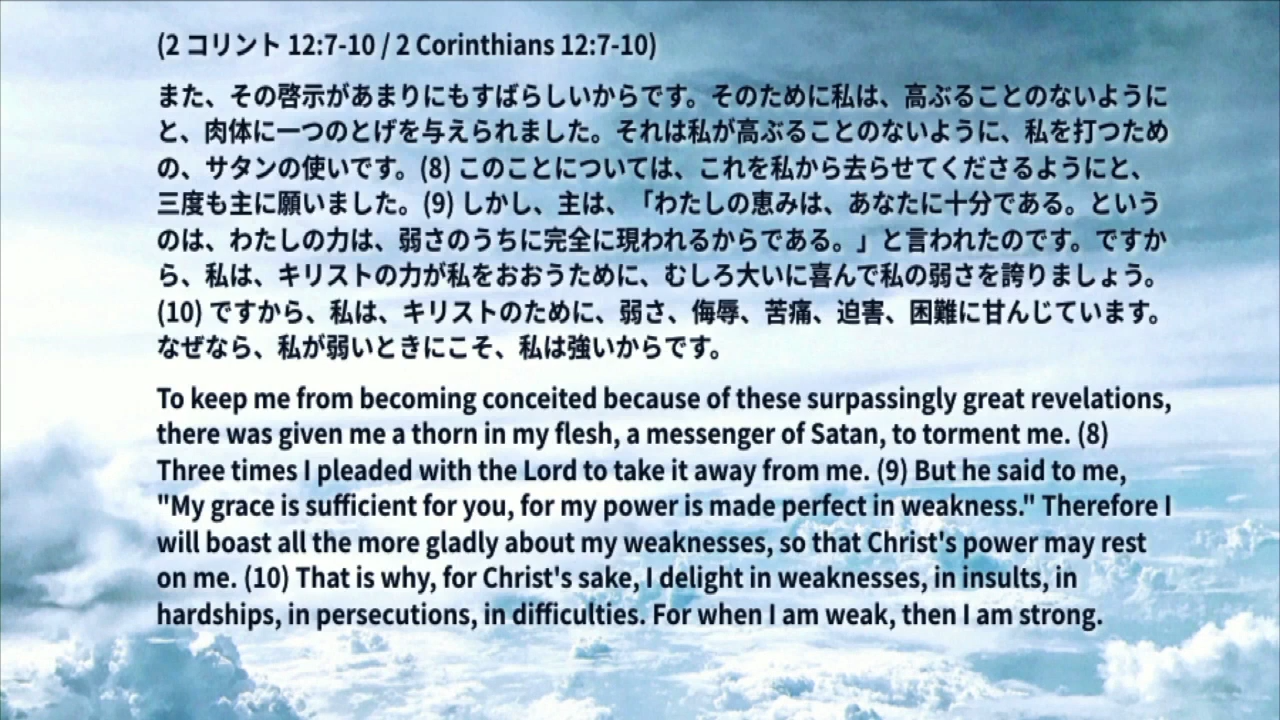 (2 コリント 12:7-10 / 2 Corinthians 12:7-10)
また、その啓示があまりにもすばらしいからです。そのために私は、高ぶることのないように
と、肉体に一つのとげを与えられました。それは私が高ぶることのないように、私を打つため
の、サタンの使いです。(8) このことについては、これを私から去らせてくださるようにと、
三度も主に願いました。(9) しかし、主は、「わたしの恵みは、あなたに十分である。という
のは、わたしの力は、弱さのうちに完全に現われるからである。」と言われたのです。ですか
ら、私は、キリストの力が私をおおうために、むしろ大いに喜んで私の弱さを誇りましょう。
(10) ですから、私は、キリストのために、弱さ、侮辱、苦痛、迫害、困難に甘んじています。
なぜなら、私が弱いときにこそ、私は強いからです。
To keep me from becoming conceited because of these surpassingly great revelations,
there was given me a thorn in my flesh, a messenger of Satan, to torment me. (8)
Three times I pleaded with the Lord to take it away from me. (9) But he said to me,
"My grace is sufficient for you, for my power is made perfect in weakness." Therefore I
will boast all the more gladly about my weaknesses, so that Christ's power may rest
on me. (10) That is why, for Christ's sake, I delight in weaknesses, in insults, in
hardships, in persecutions, in difficulties. For when I am weak, then I am strong.